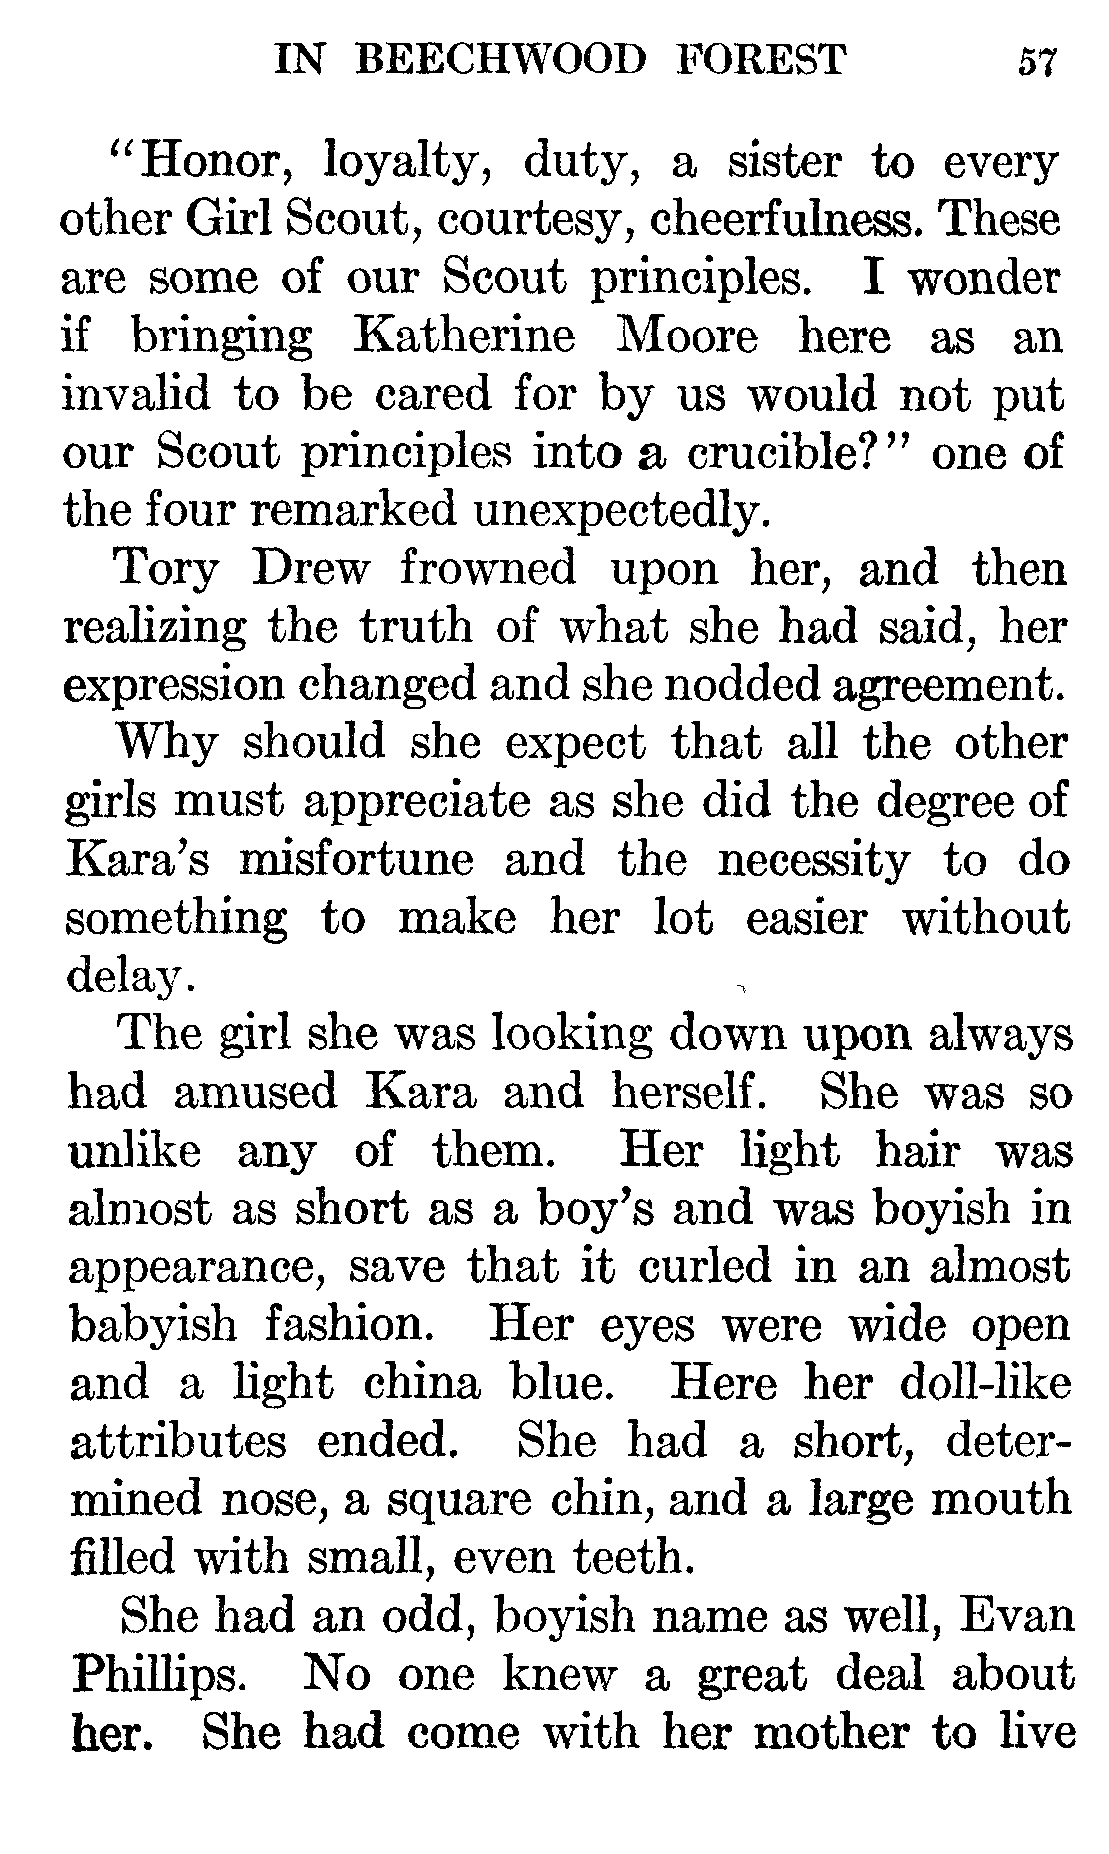 IN BEECHWOOD FOREST 57
"Honor, loyalty, duty, a sister to every
other Girl Scout, courtesy, cheerfulness. These
are some of our Scout principles. I wonder
if bringing Katherine Moore here as an
invalid to be cared for by us would not put
our Scout principles into a crucible?" one of
the four remarked unexpectedly.
Tory Drew frowned upon her, and then
realizing the truth of what she had said, her
expression changed and she nodded agreement.
Why should she expect that all the other
girls must appreciate as she did the degree of
Kara's misfortune and the necessity to do
something to make her lot easier without
delay.
The girl she was looking down upon always
had amused Kara and herself. She was so
unlike any of them. Her light hair was
almost as short as a boy's and was boyish in
appearance, save that it curled in an almost
babyish fashion. Her eyes were wide open
and a light china blue. Here her doll-like
attributes ended. She had a short, deter-
mined nose, a square chin, and a large mouth
filled with small, even teeth.
She had an odd, boyish name as well, Evan
Phillips. No one knew a great deal about
her. She had come with her mother to live